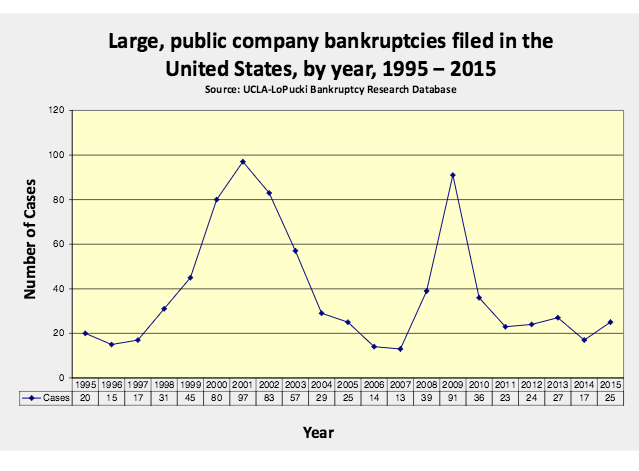 Large, public company bankruptcies filed in the
United States, by year, 1995 – 2015
Source: UCLA-LoPucki Bankruptcy Research Database
120
100
80
60
40
20
0
Number of Cases
1995 1996 1997 1998 1999 2000 2001 2002 2003 2004 2005 2006 2007 2008 2009 2010 2011 2012 2013 2014 2015
Cases 20 15 17 31 45 80 97 83 57 29 25 14 13 39 91 36 23 24 27 17 25
Year